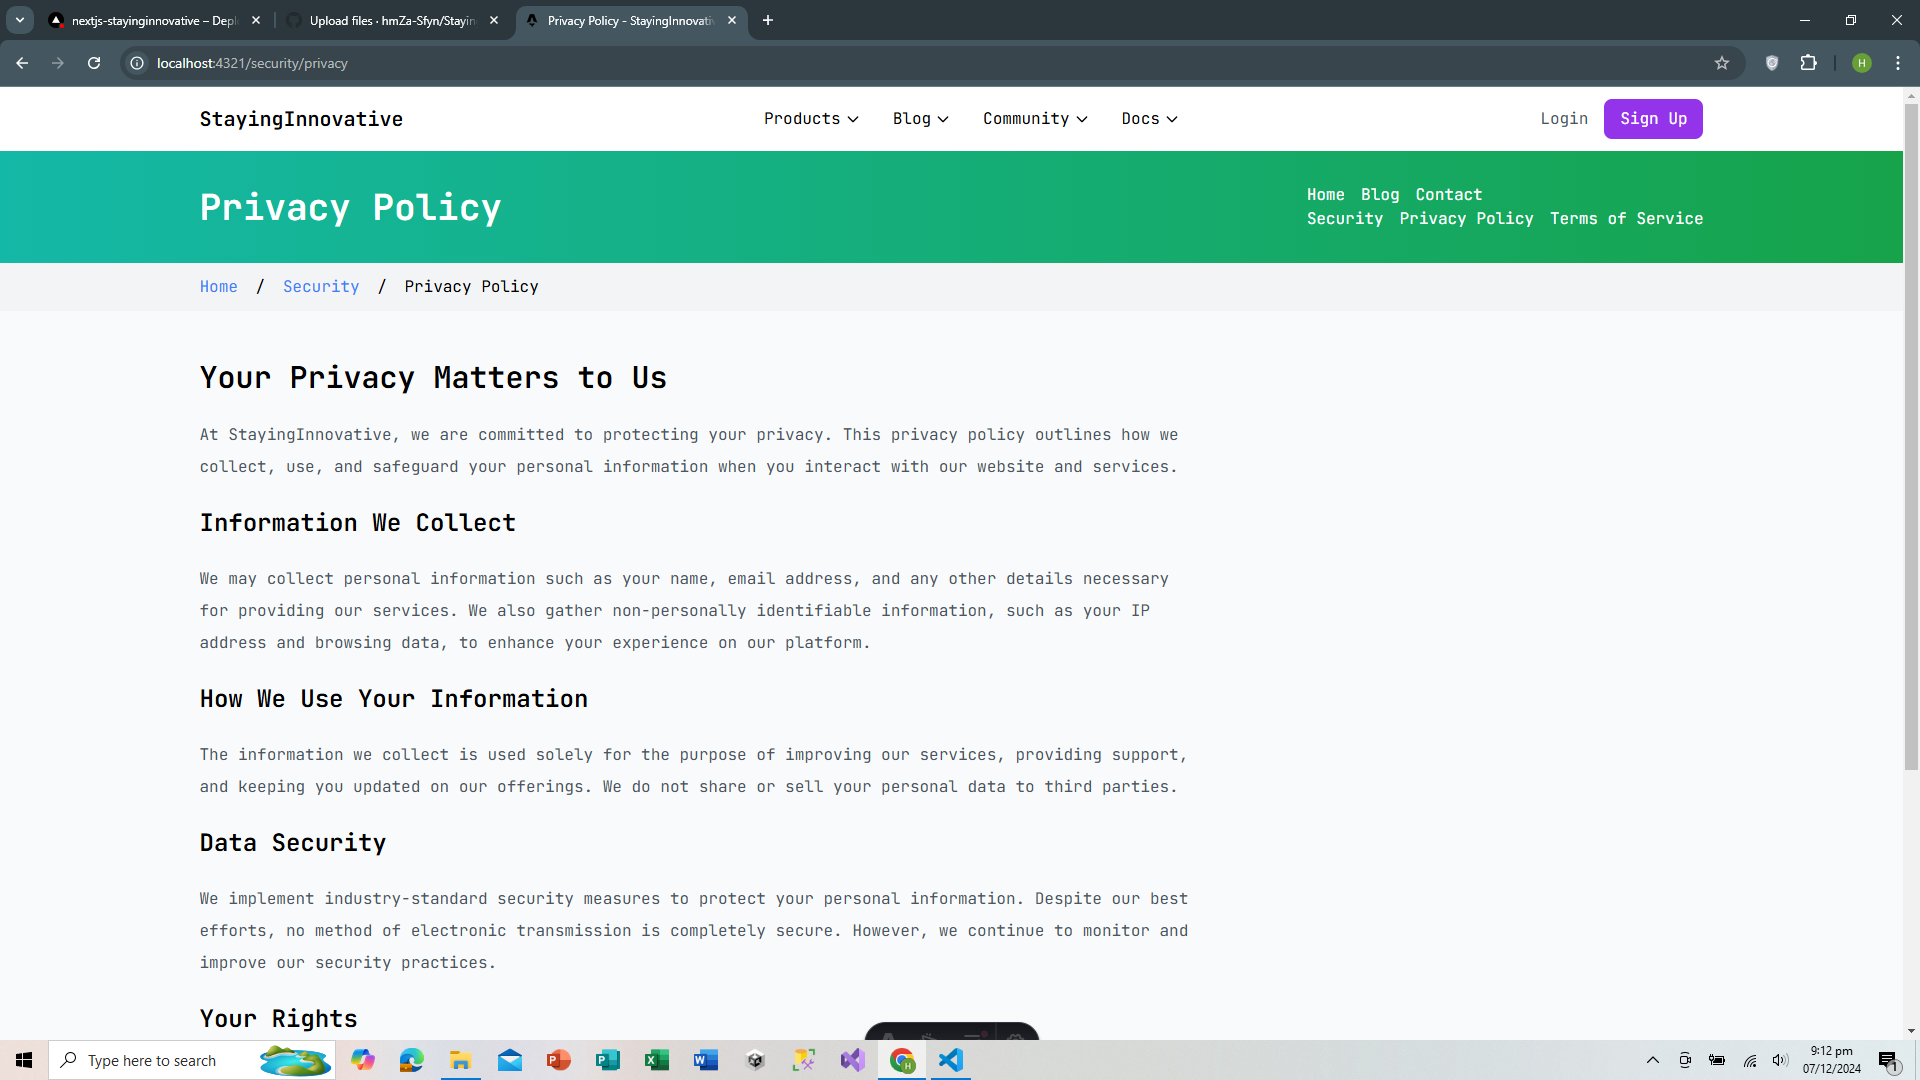 nextjs-stayinginnovative – Depl
Upload files · hmZa-Sfyn/Stayin
Privacy Policy - StayingInnovati
localhost:4321/security/privacy
H
StayingInnovative
Products
Blog
Community
Docs
Login
Sign Up
Privacy Policy
Home Blog Contact
Security Privacy Policy Terms of Service
Home / Security / Privacy Policy
Your Privacy Matters to Us
At StayingInnovative, we are committed to protecting your privacy. This privacy policy outlines how we
collect, use, and safeguard your personal information when you interact with our website and services.
Information We Collect
We may collect personal information such as your name, email address, and any other details necessary
for providing our services. We also gather non-personally identifiable information, such as your IP
address and browsing data, to enhance your experience on our platform.
How We Use Your Information
The information we collect is used solely for the purpose of improving our services, providing support,
and keeping you updated on our offerings. We do not share or sell your personal data to third parties.
Data Security
We implement industry-standard security measures to protect your personal information. Despite our best
efforts, no method of electronic transmission is completely secure. However, we continue to monitor and
improve our security practices.
Your Rights
Type here to search
9:12 pm
07/12/2024
1